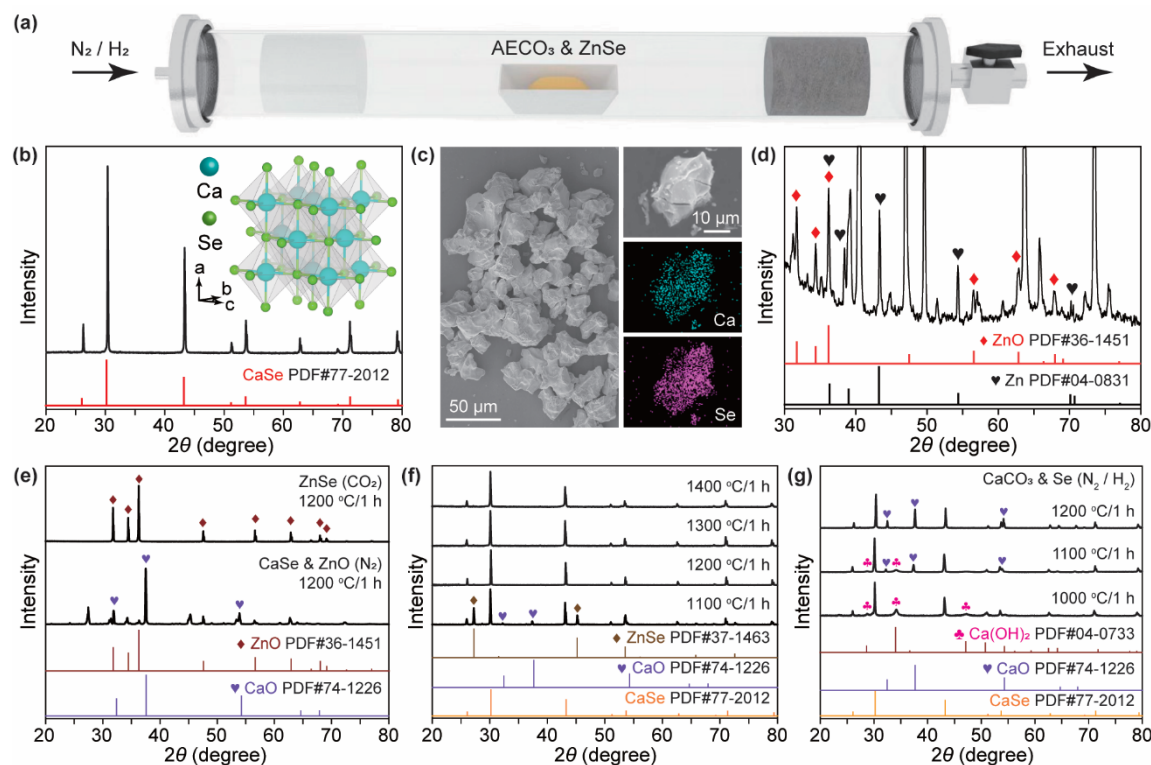 (a)
N₂ / H₂
AECO₃ & ZnSe
Exhaust
(b)
Ca
Se
a
b
c
Intensity
CaSe PDF#77-2012
20 30 40 50 60 70 80
2θ (degree)
(c)
50 μm
10 μm
Ca
Se
(d)
Intensity
♦ ZnO PDF#36-1451
♥ Zn PDF#04-0831
30 40 50 60 70 80
2θ (degree)
(e)
ZnSe (CO₂)
1200 °C/1 h
CaSe & ZnO (N₂)
1200 °C/1 h
Intensity
♦ ZnO PDF#36-1451
♥ CaO PDF#74-1226
20 30 40 50 60 70 80
2θ (degree)
(f)
1400 °C/1 h
1300 °C/1 h
1200 °C/1 h
1100 °C/1 h
Intensity
♦ ZnSe PDF#37-1463
♥ CaO PDF#74-1226
CaSe PDF#77-2012
20 30 40 50 60 70 80
2θ (degree)
(g)
CaCO₃ & Se (N₂ / H₂)
1200 °C/1 h
1100 °C/1 h
1000 °C/1 h
Intensity
♣ Ca(OH)₂ PDF#04-0733
♥ CaO PDF#74-1226
CaSe PDF#77-2012
20 30 40 50 60 70 80
2θ (degree)